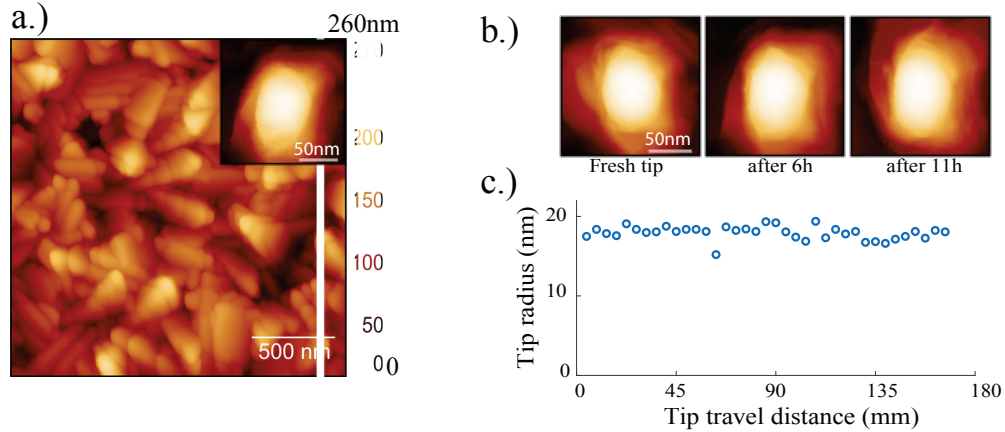 a.)
260nm
270
200
150
100
50
0
0
50nm
500 nm
b.)
50nm
Fresh tip
after 6h
after 11h
c.)
Tip radius (nm)
20
10
0
0
45
90
135
180
Tip travel distance (mm)